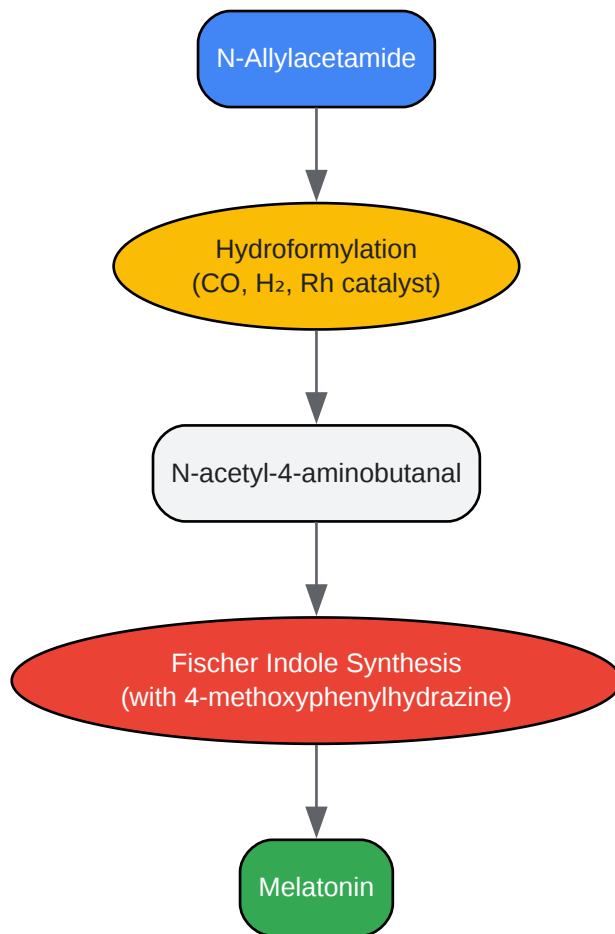 N-Allylacetamide
Hydroformylation
(CO, H₂, Rh catalyst)
N-acetyl-4-aminobutanal
Fischer Indole Synthesis
(with 4-methoxyphenylhydrazine)
Melatonin